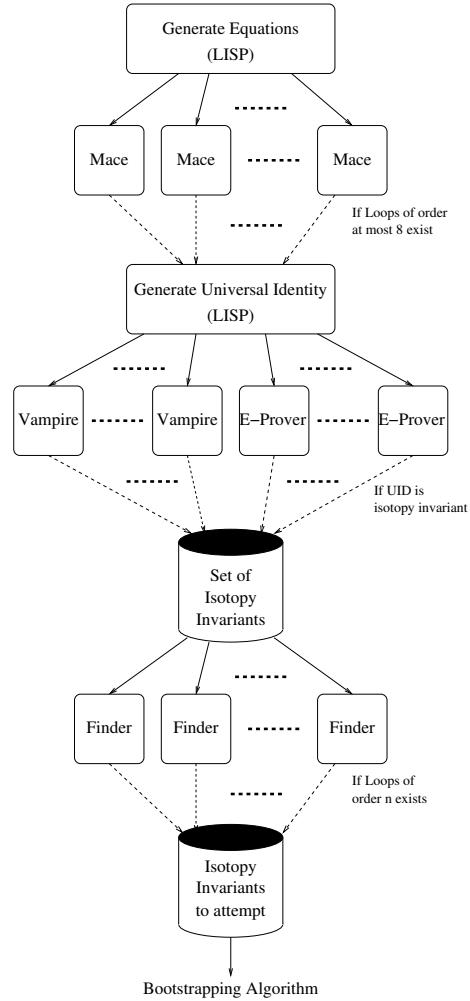 Generate Equations
(LISP)
Mace
Mace
Mace
If Loops of order
at most 8 exist
Generate Universal Identity
(LISP)
Vampire
Vampire
E−Prover
E−Prover
If UID is
isotopy invariant
Set of
Isotopy
Invariants
Finder
Finder
Finder
If Loops of
order n exists
Isotopy
Invariants
to attempt
Bootstrapping Algorithm